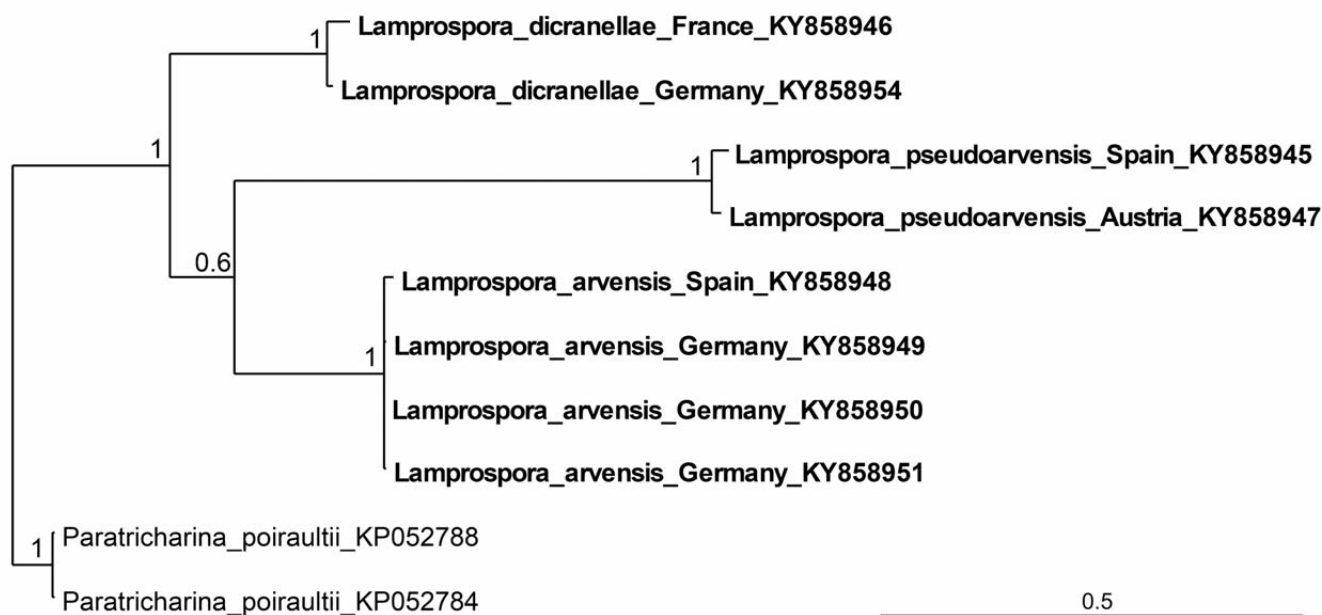 1
Lamprospora_dicranellae_France_KY858946
Lamprospora_dicranellae_Germany_KY858954
1
1
Lamprospora_pseudoarvensis_Spain_KY858945
Lamprospora_pseudoarvensis_Austria_KY858947
0.6
Lamprospora_arvensis_Spain_KY858948
1
Lamprospora_arvensis_Germany_KY858949
Lamprospora_arvensis_Germany_KY858950
Lamprospora_arvensis_Germany_KY858951
1
Paratricharina_poiraultii_KP052788
Paratricharina_poiraultii_KP052784
0.5